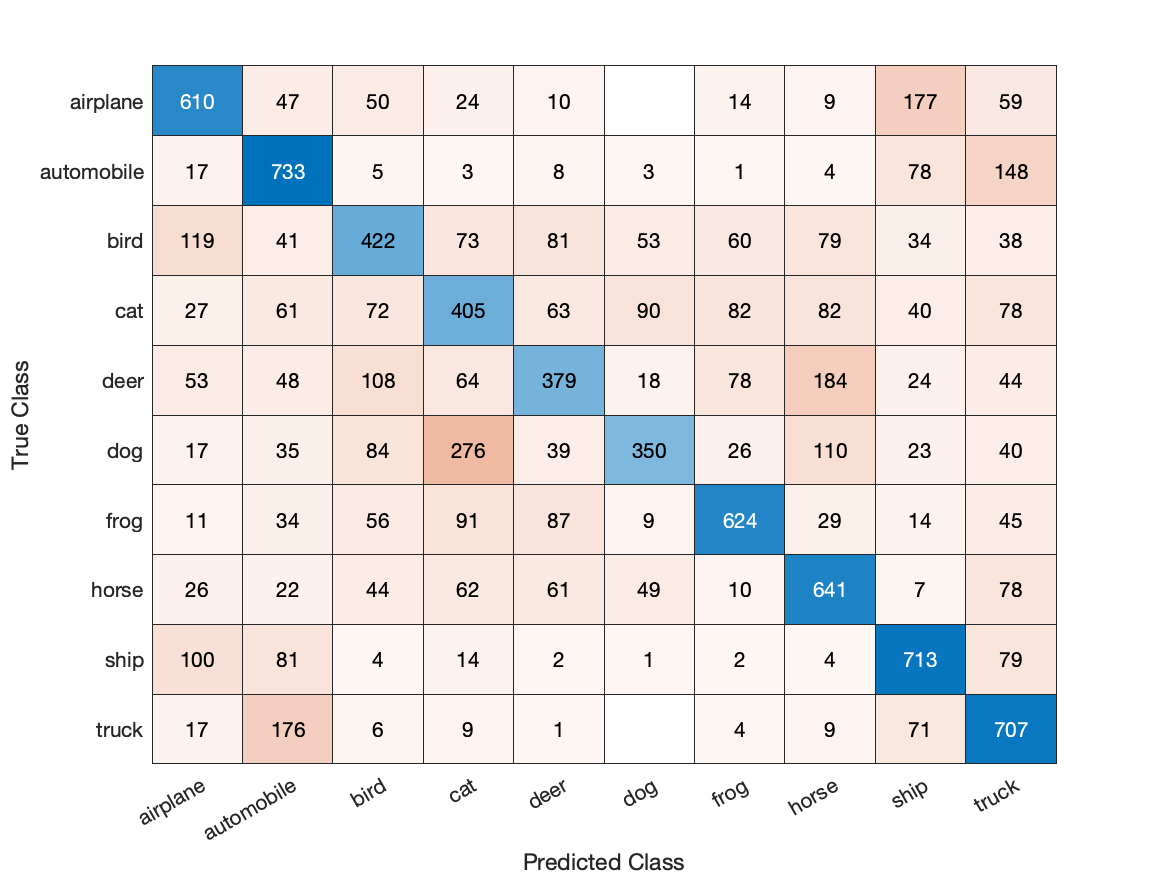 airplane 610 47 50 24 10 14 9 177 59
automobile 17 733 5 3 8 3 1 4 78 148
bird 119 41 422 73 81 53 60 79 34 38
cat 27 61 72 405 63 90 82 82 40 78
deer 53 48 108 64 379 18 78 184 24 44
dog 17 35 84 276 39 350 26 110 23 40
frog 11 34 56 91 87 9 624 29 14 45
horse 26 22 44 62 61 49 10 641 7 78
ship 100 81 4 14 2 1 2 4 713 79
truck 17 176 6 9 1 4 9 71 707
airplane automobile bird cat deer dog frog horse ship truck
True Class
Predicted Class